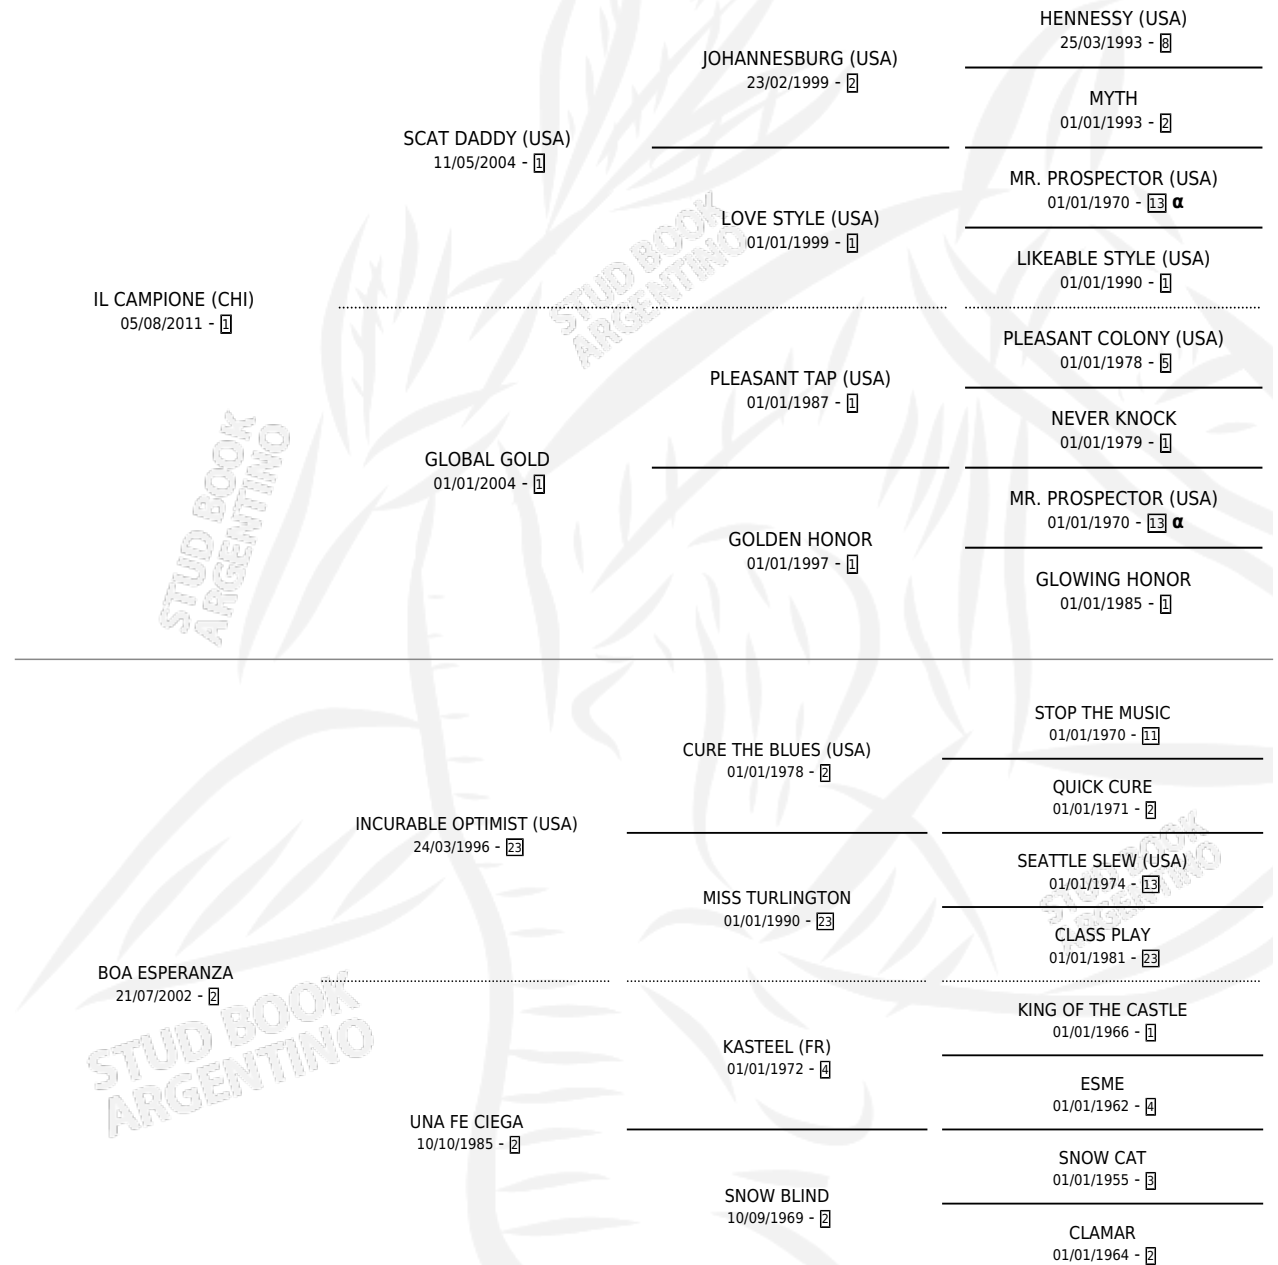 HENNESSY (USA)
25/03/1993 - 8
JOHANNESBURG (USA)
23/02/1999 - 2
MYTH
01/01/1993 - 2
SCAT DADDY (USA)
11/05/2004 - 1
MR. PROSPECTOR (USA)
01/01/1970 - 13 α
LOVE STYLE (USA)
01/01/1999 - 1
LIKEABLE STYLE (USA)
01/01/1990 - 1
IL CAMPIONE (CHI)
05/08/2011 - 1
PLEASANT COLONY (USA)
01/01/1978 - 5
PLEASANT TAP (USA)
01/01/1987 - 1
NEVER KNOCK
01/01/1979 - 1
GLOBAL GOLD
01/01/2004 - 1
MR. PROSPECTOR (USA)
01/01/1970 - 13 α
GOLDEN HONOR
01/01/1997 - 1
GLOWING HONOR
01/01/1985 - 1
STOP THE MUSIC
01/01/1970 - 11
CURE THE BLUES (USA)
01/01/1978 - 2
QUICK CURE
01/01/1971 - 2
INCURABLE OPTIMIST (USA)
24/03/1996 - 23
SEATTLE SLEW (USA)
01/01/1974 - 13
MISS TURLINGTON
01/01/1990 - 23
CLASS PLAY
01/01/1981 - 23
BOA ESPERANZA
21/07/2002 - 2
KING OF THE CASTLE
01/01/1966 - 1
KASTEEL (FR)
01/01/1972 - 4
ESME
01/01/1962 - 4
UNA FE CIEGA
10/10/1985 - 2
SNOW CAT
01/01/1955 - 3
SNOW BLIND
10/09/1969 - 2
CLAMAR
01/01/1964 - 2
STUD BOOK
ARGENTINO
STUD BOOK
ARGENTINO
STUD BOOK
ARGENTINO
STUD BOOK
ARGENTINO